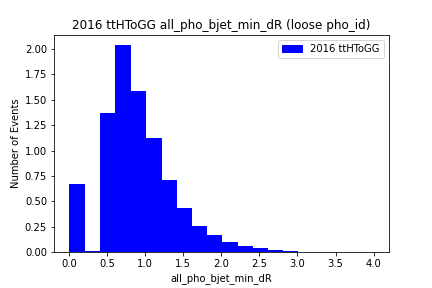 2016 ttHToGG all_pho_bjet_min_dR (loose pho_id)
2016 ttHToGG
Number of Events
2.00
1.75
1.50
1.25
1.00
0.75
0.50
0.25
0.00
0.0 0.5 1.0 1.5 2.0 2.5 3.0 3.5 4.0
all_pho_bjet_min_dR